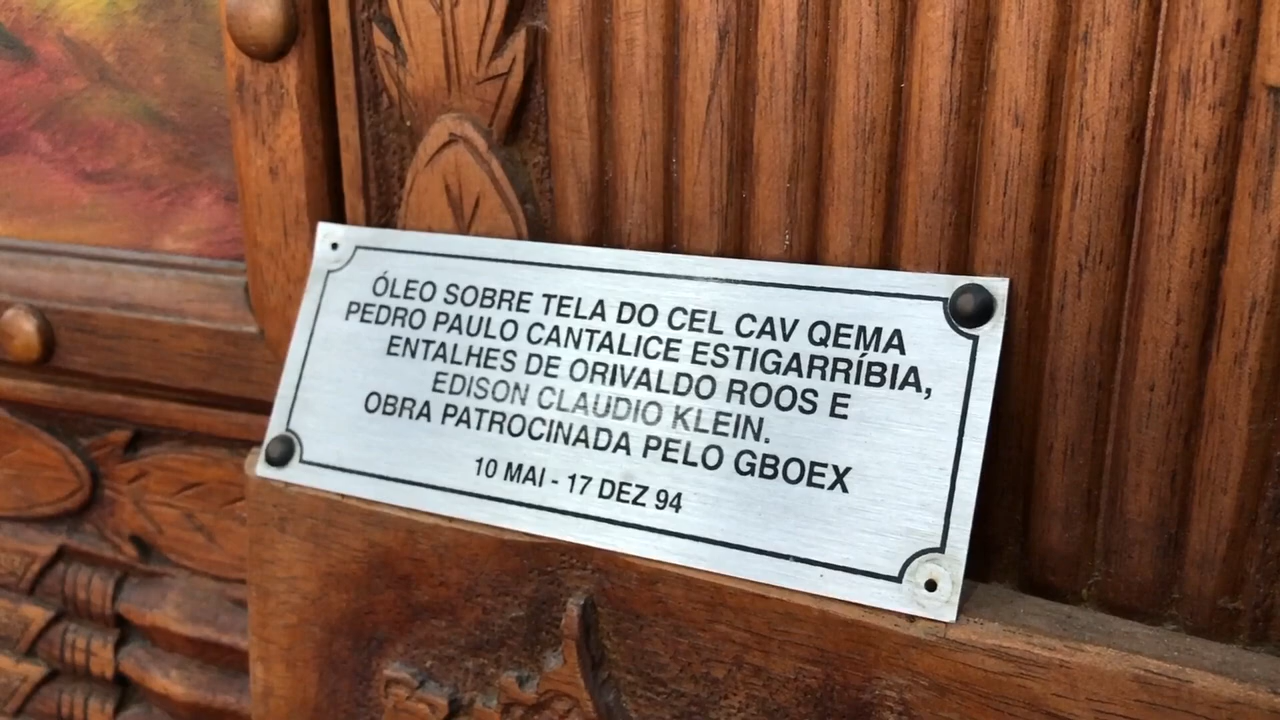 ÓLEO SOBRE TELA DO CEL CAV QEMA
PEDRO PAULO CANTALICE ESTIGARRÍBIA,
ENTALHES DE ORIVALDO ROOS E
EDISON CLAUDIO KLEIN.
OBRA PATROCINADA PELO GBOEX
10 MAI - 17 DEZ 94